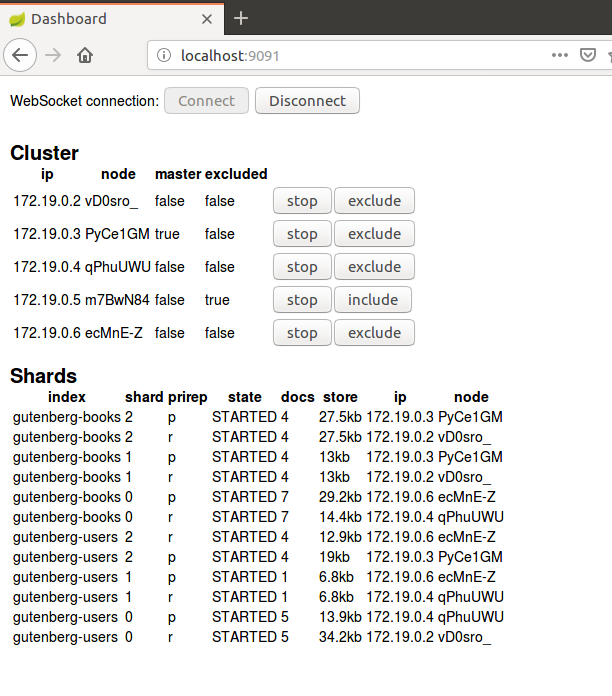 Dashboard
localhost:9091
WebSocket connection: Connect Disconnect
Cluster
ip node master excluded
172.19.0.2 vD0sro_ false false stop exclude
172.19.0.3 PyCe1GM true false stop exclude
172.19.0.4 qPhuUWU false false stop exclude
172.19.0.5 m7BwN84 false true stop include
172.19.0.6 ecMnE-Z false false stop exclude
Shards
index shard prirep state docs store ip node
gutenberg-books 2 p STARTED 4 27.5kb 172.19.0.3 PyCe1GM
gutenberg-books 2 r STARTED 4 27.5kb 172.19.0.2 vD0sro_
gutenberg-books 1 p STARTED 4 13kb 172.19.0.3 PyCe1GM
gutenberg-books 1 r STARTED 4 13kb 172.19.0.2 vD0sro_
gutenberg-books 0 p STARTED 7 29.2kb 172.19.0.6 ecMnE-Z
gutenberg-books 0 r STARTED 7 14.4kb 172.19.0.4 qPhuUWU
gutenberg-users 2 r STARTED 4 12.9kb 172.19.0.6 ecMnE-Z
gutenberg-users 2 p STARTED 4 19kb 172.19.0.3 PyCe1GM
gutenberg-users 1 p STARTED 1 6.8kb 172.19.0.6 ecMnE-Z
gutenberg-users 1 r STARTED 1 6.8kb 172.19.0.4 qPhuUWU
gutenberg-users 0 p STARTED 5 13.9kb 172.19.0.4 qPhuUWU
gutenberg-users 0 r STARTED 5 34.2kb 172.19.0.2 vD0sro_